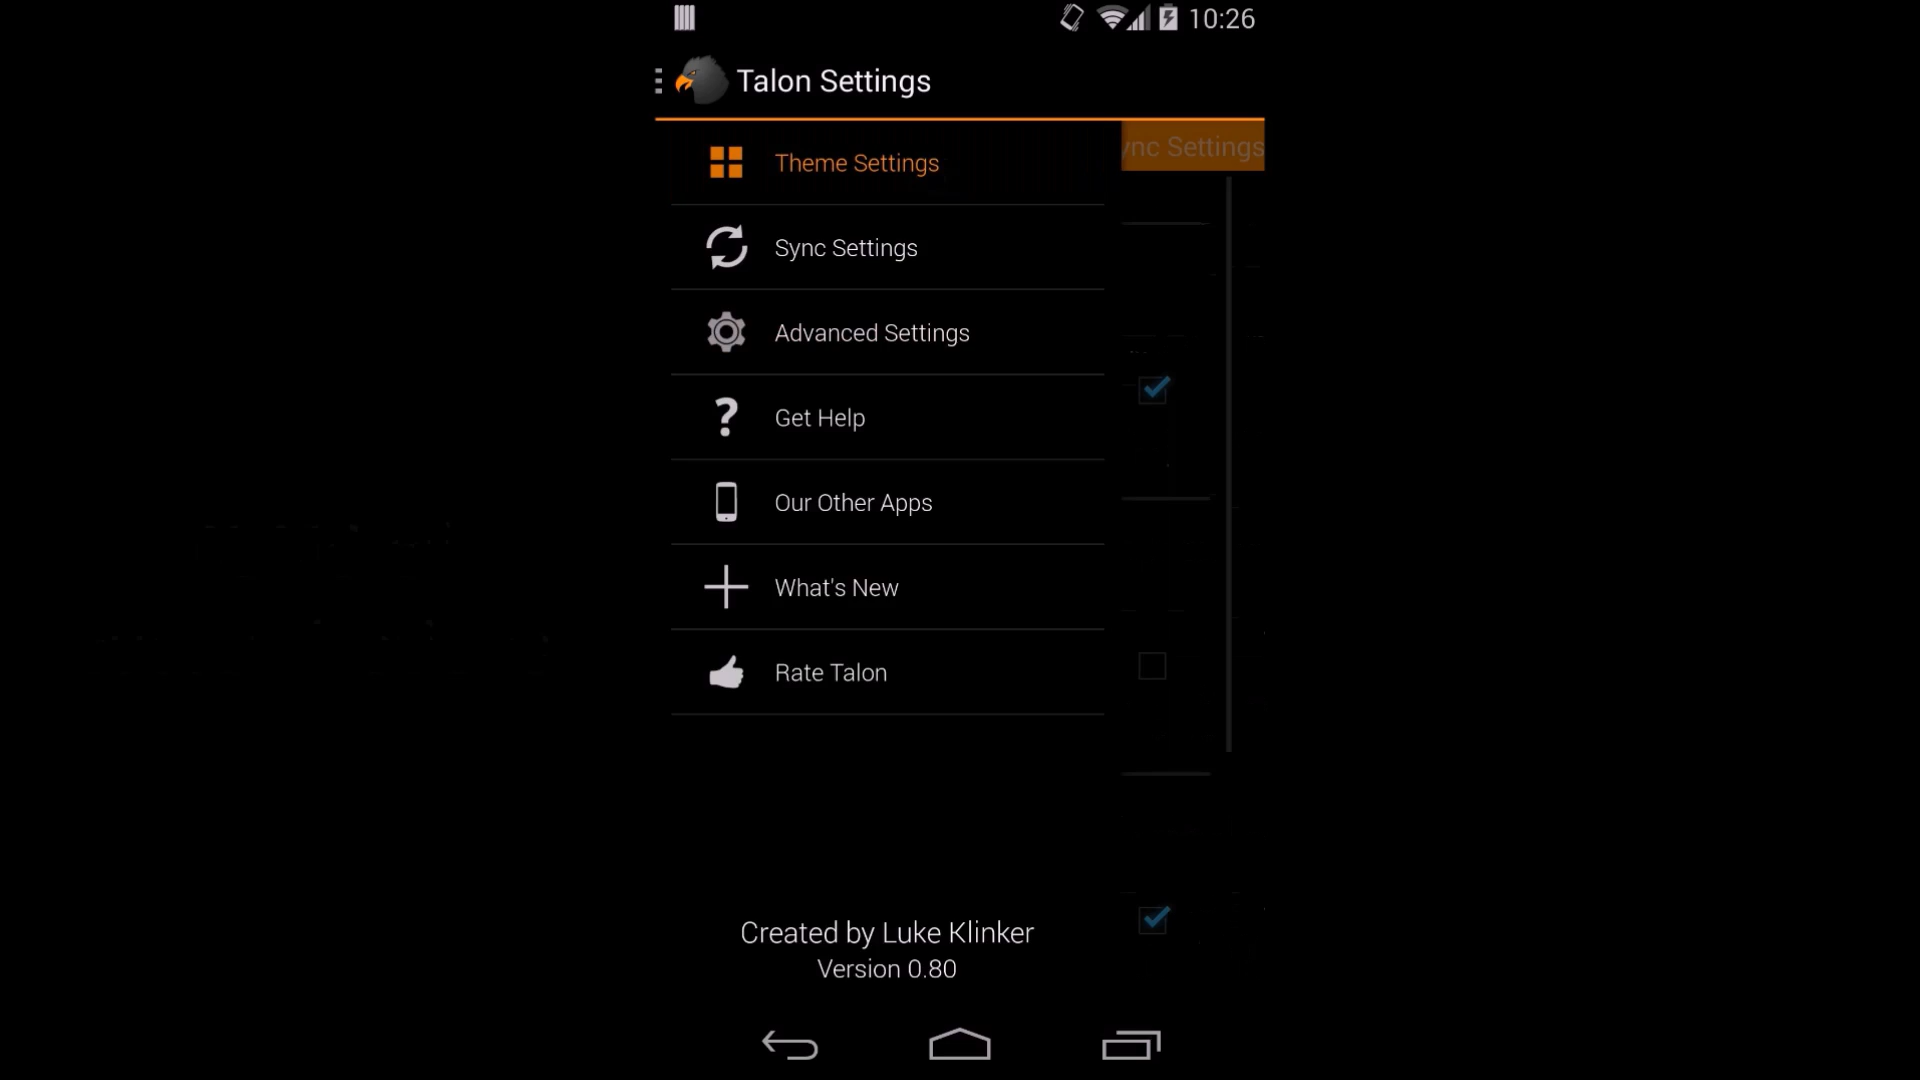 10:26
Talon Settings
ync Settings
Theme Settings
Sync Settings
Advanced Settings
Get Help
Our Other Apps
What's New
Rate Talon
Created by Luke Klinker
Version 0.80